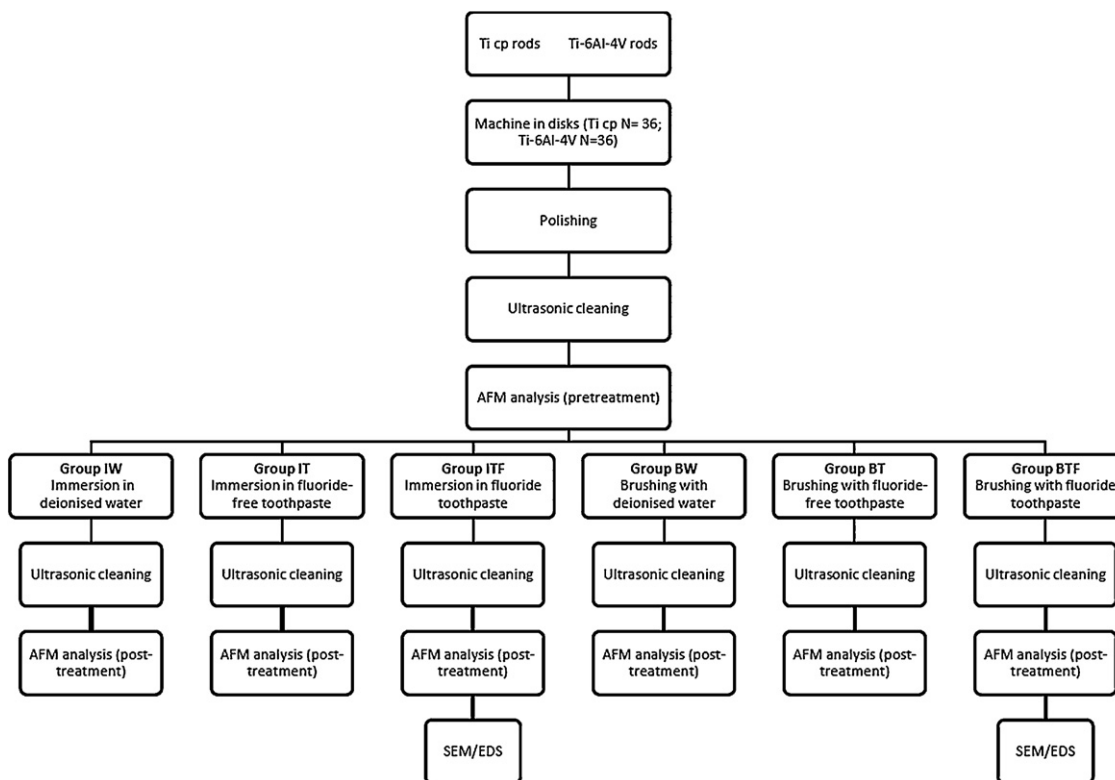 Ti cp rods Ti-6Al-4V rods
Machine in disks (Ti cp N= 36;
Ti-6Al-4V N=36)
Polishing
Ultrasonic cleaning
AFM analysis (pretreatment)
Group IW
Immersion in
deionised water
Group IT
Immersion in fluoride-
free toothpaste
Group ITF
Immersion in fluoride
toothpaste
Group BW
Brushing with
deionised water
Group BT
Brushing with fluoride-
free toothpaste
Group BTF
Brushing with fluoride
toothpaste
Ultrasonic cleaning
Ultrasonic cleaning
Ultrasonic cleaning
Ultrasonic cleaning
Ultrasonic cleaning
Ultrasonic cleaning
AFM analysis (post-
treatment)
AFM analysis (post-
treatment)
AFM analysis (post-
treatment)
AFM analysis (post-
treatment)
AFM analysis (post-
treatment)
AFM analysis (post-
treatment)
SEM/EDS
SEM/EDS